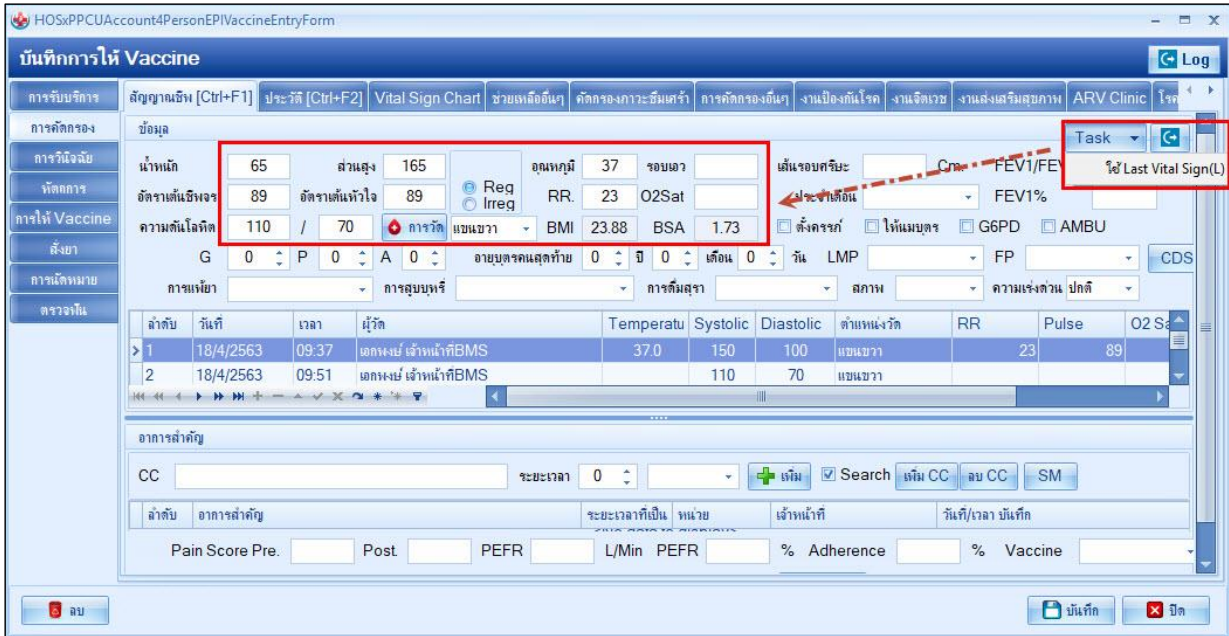 HOSxPPCUAccount4PersonEPIVaccineEntryForm
บันทึกการให้ Vaccine
Log
การรับบริการ
การคัดกรอง
การวินิจฉัย
หัตถการ
การให้ Vaccine
สั่งยา
การนัดหมาย
ตรวจฟัน
สัญญาณชีพ [Ctrl+F1] ประวัติ [Ctrl+F2] Vital Sign Chart ช่วยเหลืออื่นๆ คัดกรองภาวะซึมเศร้า การคัดกรองอื่นๆ งานป้องกันโรค งานจิตเวช งานส่งเสริมสุขภาพ ARV Clinic
ข้อมูล
Task
ใช้ Last Vital Sign(L)
น้ำหนัก 65 ส่วนสูง 165 อุณหภูมิ 37 รอบเอว เส้นรอบศรีษะ Cm. FEV1/FEV
อัตราเต้นชีพจร 89 อัตราเต้นหัวใจ 89 Reg Irreg RR. 23 O2Sat ประจำเดือน FEV1%
ความดันโลหิต 110 / 70 การวัด แขนขวา BMI 23.88 BSA 1.73 ตั้งครรภ์ ให้นมบุตร G6PD AMBU
G 0 P 0 A 0 อายุบุตรคนสุดท้าย 0 ปี 0 เดือน 0 วัน LMP FP CDS
การแพ้ยา การสูบบุหรี่ การดื่มสุรา สภาพ ความเร่งด่วน ปกติ
ลำดับ วันที่ เวลา ผู้วัด Temperatu Systolic Diastolic ตำแหน่งวัด RR Pulse O2 Sa
1 18/4/2563 09:37 เอกพงษ์ เจ้าหน้าที่BMS 37.0 150 100 แขนขวา 23 89
2 18/4/2563 09:51 เอกพงษ์ เจ้าหน้าที่BMS 110 70 แขนขวา
อาการสำคัญ
CC ระยะเวลา 0 เพิ่ม Search เพิ่ม CC ลบ CC SM
ลำดับ อาการสำคัญ ระยะเวลาที่เป็น หน่วย เจ้าหน้าที่ วันที่/เวลา บันทึก
Pain Score Pre. Post. PEFR L/Min PEFR % Adherence % Vaccine
ลบ บันทึก ปิด